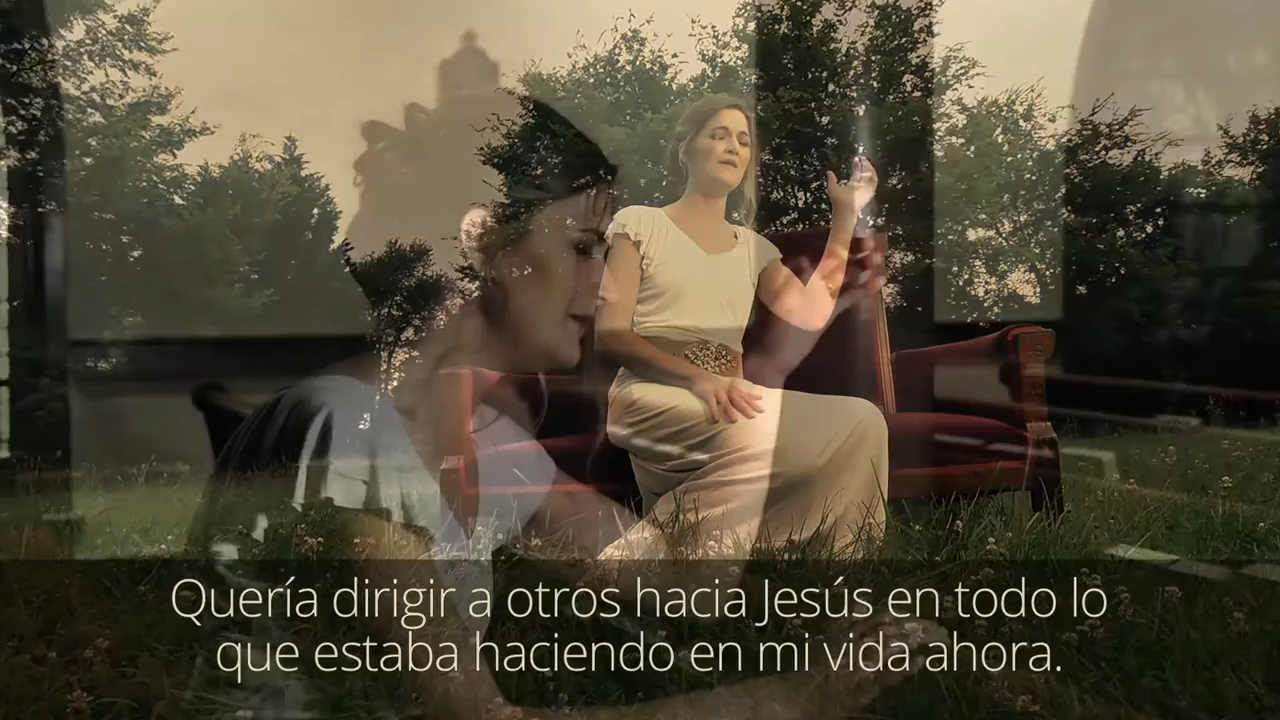 Quería dirigir a otros hacia Jesús en todo lo
que estaba haciendo en mi vida ahora.